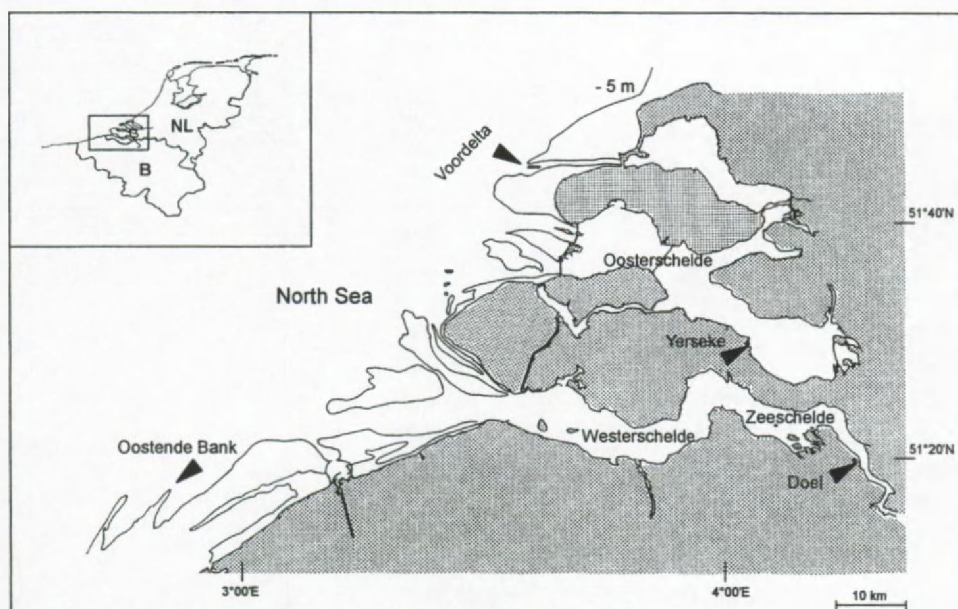 NL
B
- 5 m
Voordelta
51°40'N
Oosterschelde
North Sea
Yerseke
Zeeschelde
Westerschelde
Oostende Bank
51°20'N
Doel
3°00'E
4°00'E
10 km